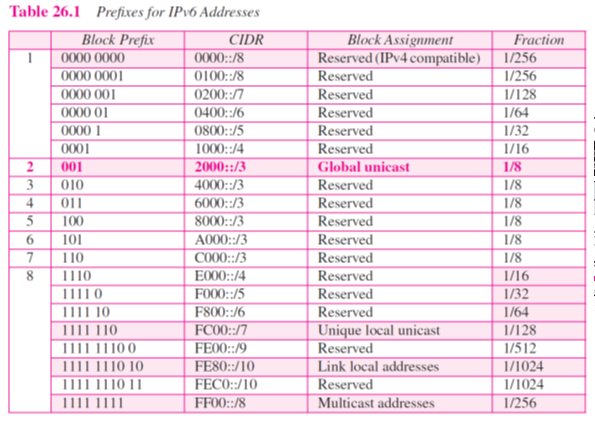 Table 26.1 Prefixes for IPv6 Addresses
Block Prefix CIDR Block Assignment Fraction
1 0000 0000 0000::/8 Reserved (IPv4 compatible) 1/256
0000 0001 0100::/8 Reserved 1/256
0000 001 0200::/7 Reserved 1/128
0000 01 0400::/6 Reserved 1/64
0000 1 0800::/5 Reserved 1/32
0001 1000::/4 Reserved 1/16
2 001 2000::/3 Global unicast 1/8
3 010 4000::/3 Reserved 1/8
4 011 6000::/3 Reserved 1/8
5 100 8000::/3 Reserved 1/8
6 101 A000::/3 Reserved 1/8
7 110 C000::/3 Reserved 1/8
8 1110 E000::/4 Reserved 1/16
1111 0 F000::/5 Reserved 1/32
1111 10 F800::/6 Reserved 1/64
1111 110 FC00::/7 Unique local unicast 1/128
1111 1110 0 FE00::/9 Reserved 1/512
1111 1110 10 FE80::/10 Link local addresses 1/1024
1111 1110 11 FEC0::/10 Reserved 1/1024
1111 1111 FF00::/8 Multicast addresses 1/256